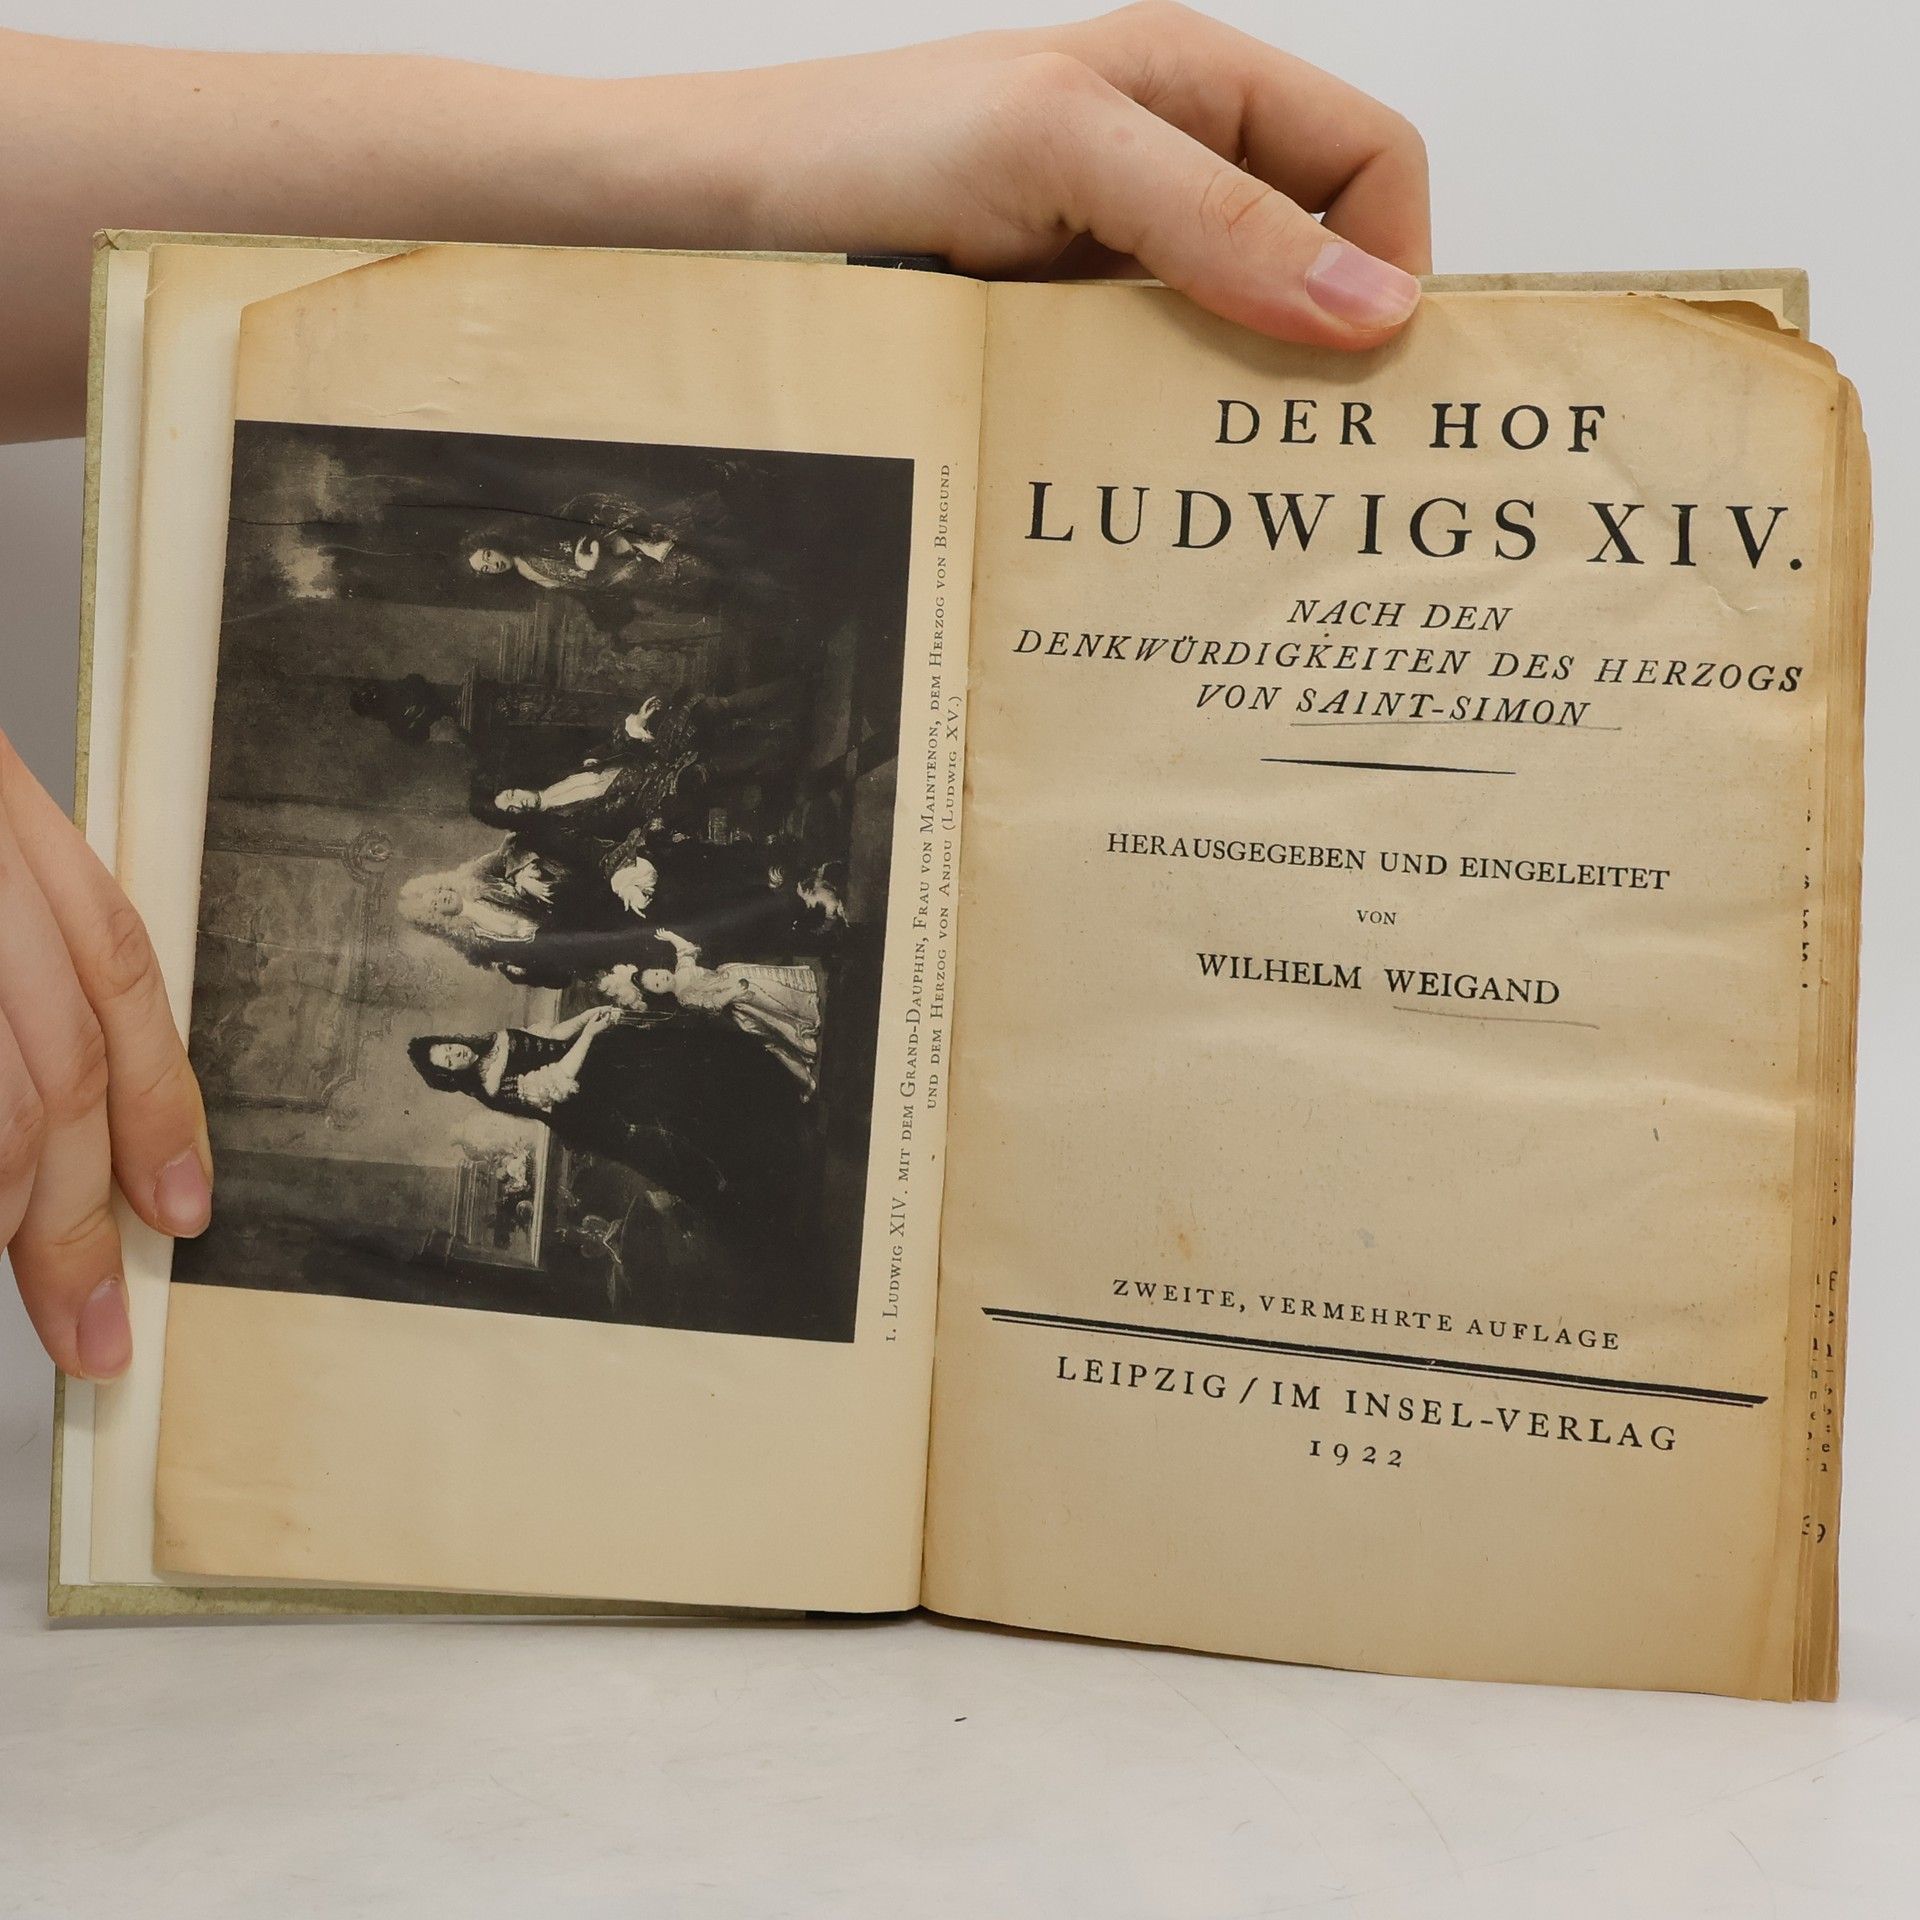 1. Ludwig XIV. mit dem Grand-Dauphin, Frau von Maintenon, dem Herzog von Burgund
und dem Herzog von Anjou (Ludwig XV.)
DER HOF
LUDWIGS XIV.
NACH DEN
DENKWÜRDIGKEITEN DES HERZOGS
VON SAINT-SIMON
HERAUSGEGEBEN UND EINGELEITET
VON
WILHELM WEIGAND
ZWEITE, VERMEHRTE AUFLAGE
LEIPZIG / IM INSEL-VERLAG
1922